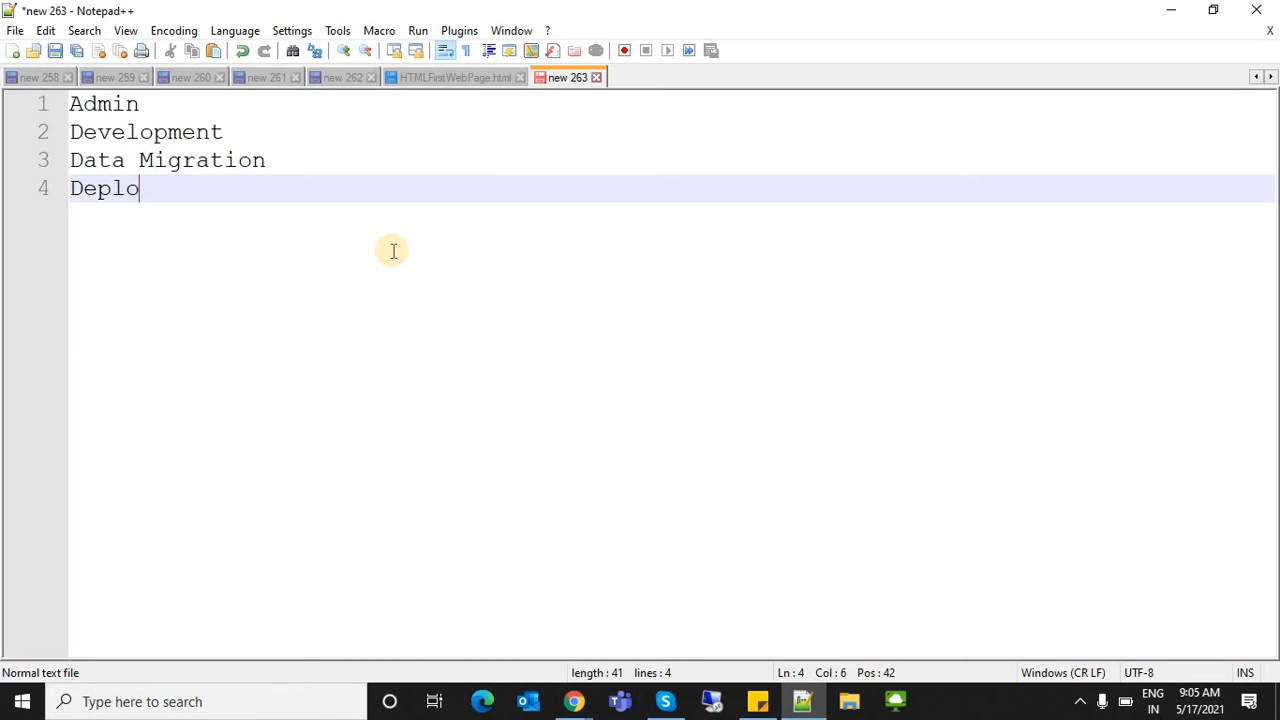 *new 263 - Notepad++
File Edit Search View Encoding Language Settings Tools Macro Run Plugins Window ? X
new 258 new 259 new 260 new 261 new 262 HTMLFirstWebPage.html new 263
1 Admin
2 Development
3 Data Migration
4 Deplo
Normal text file length : 41 lines : 4 Ln : 4 Col : 6 Pos : 42 Windows (CR LF) UTF-8 INS
Type here to search
ENG
IN
9:05 AM
5/17/2021